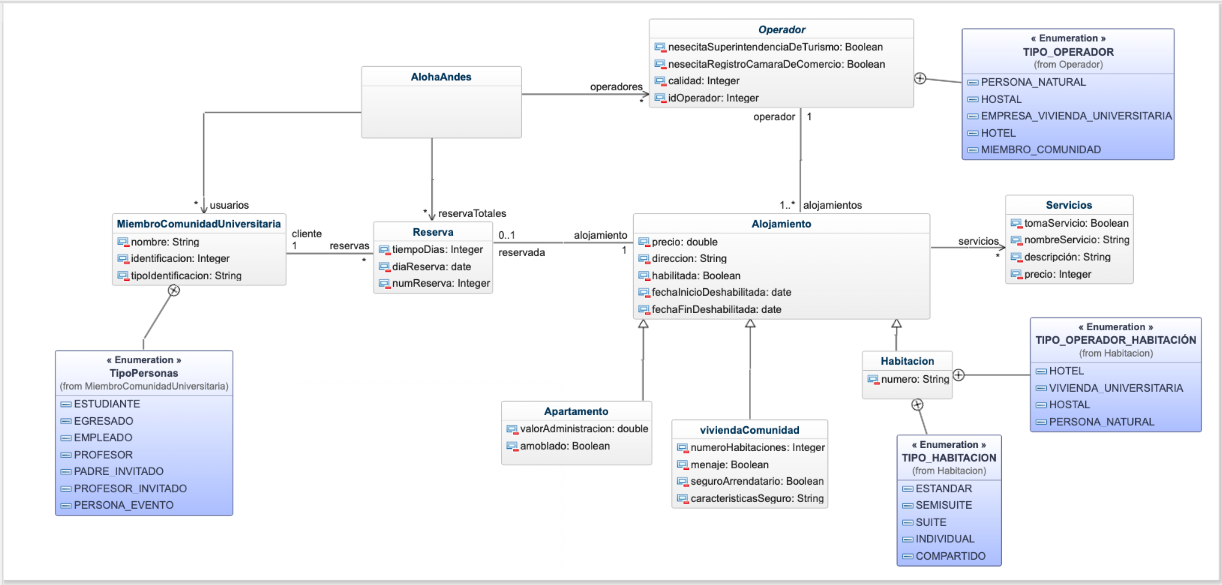 AlohaAndes
Operador
nesecitaSuperintendenciaDeTurismo: Boolean
nesecitaRegistroCamaraDeComercio: Boolean
calidad: Integer
idOperador: Integer
« Enumeration »
TIPO_OPERADOR
(from Operador)
PERSONA_NATURAL
HOSTAL
EMPRESA_VIVIENDA_UNIVERSITARIA
HOTEL
MIEMBRO_COMUNIDAD
operadores
*
operador
1
* usuarios
* reservaTotales
1..* alojamientos
MiembroComunidadUniversitaria
nombre: String
identificacion: Integer
tipoIdentificacion: String
cliente
1
reservas
*
Reserva
tiempoDias: Integer
diaReserva: date
numReserva: Integer
0..1
reservada
alojamiento
1
Alojamiento
precio: double
direccion: String
habilitada: Boolean
fechaInicioDeshabilitada: date
fechaFinDeshabilitada: date
servicios
*
Servicios
tomaServicio: Boolean
nombreServicio: String
descripción: String
precio: Integer
« Enumeration »
TipoPersonas
(from MiembroComunidadUniversitaria)
ESTUDIANTE
EGRESADO
EMPLEADO
PROFESOR
PADRE_INVITADO
PROFESOR_INVITADO
PERSONA_EVENTO
Apartamento
valorAdministracion: double
amoblado: Boolean
viviendaComunidad
numeroHabitaciones: Integer
menaje: Boolean
seguroArrendatario: Boolean
caracteristicasSeguro: String
Habitacion
numero: String
« Enumeration »
TIPO_OPERADOR_HABITACIÓN
(from Habitacion)
HOTEL
VIVIENDA_UNIVERSITARIA
HOSTAL
PERSONA_NATURAL
« Enumeration »
TIPO_HABITACION
(from Habitacion)
ESTANDAR
SEMISUITE
SUITE
INDIVIDUAL
COMPARTIDO